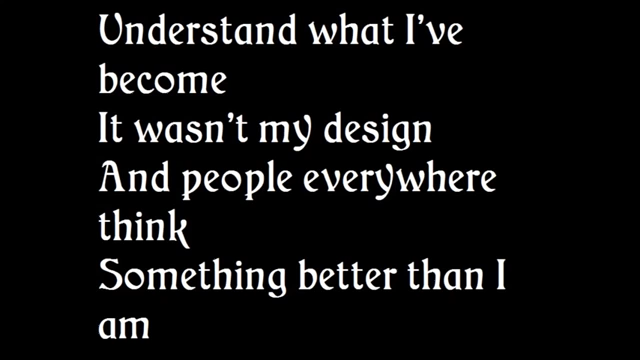 Understand what I've
become
It wasn't my design
And people everywhere
think
Something better than I
am